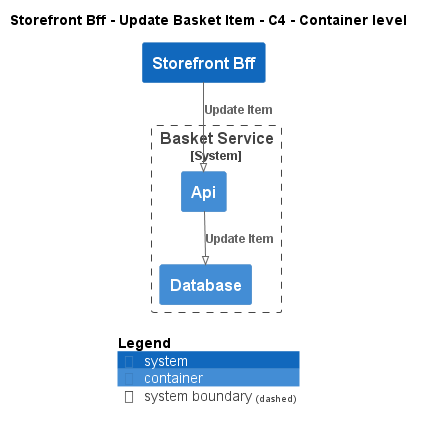 Storefront Bff - Update Basket Item - C4 - Container level
Storefront Bff
Update Item
Basket Service
[System]
Api
Update Item
Database
Legend
system
container
system boundary (dashed)